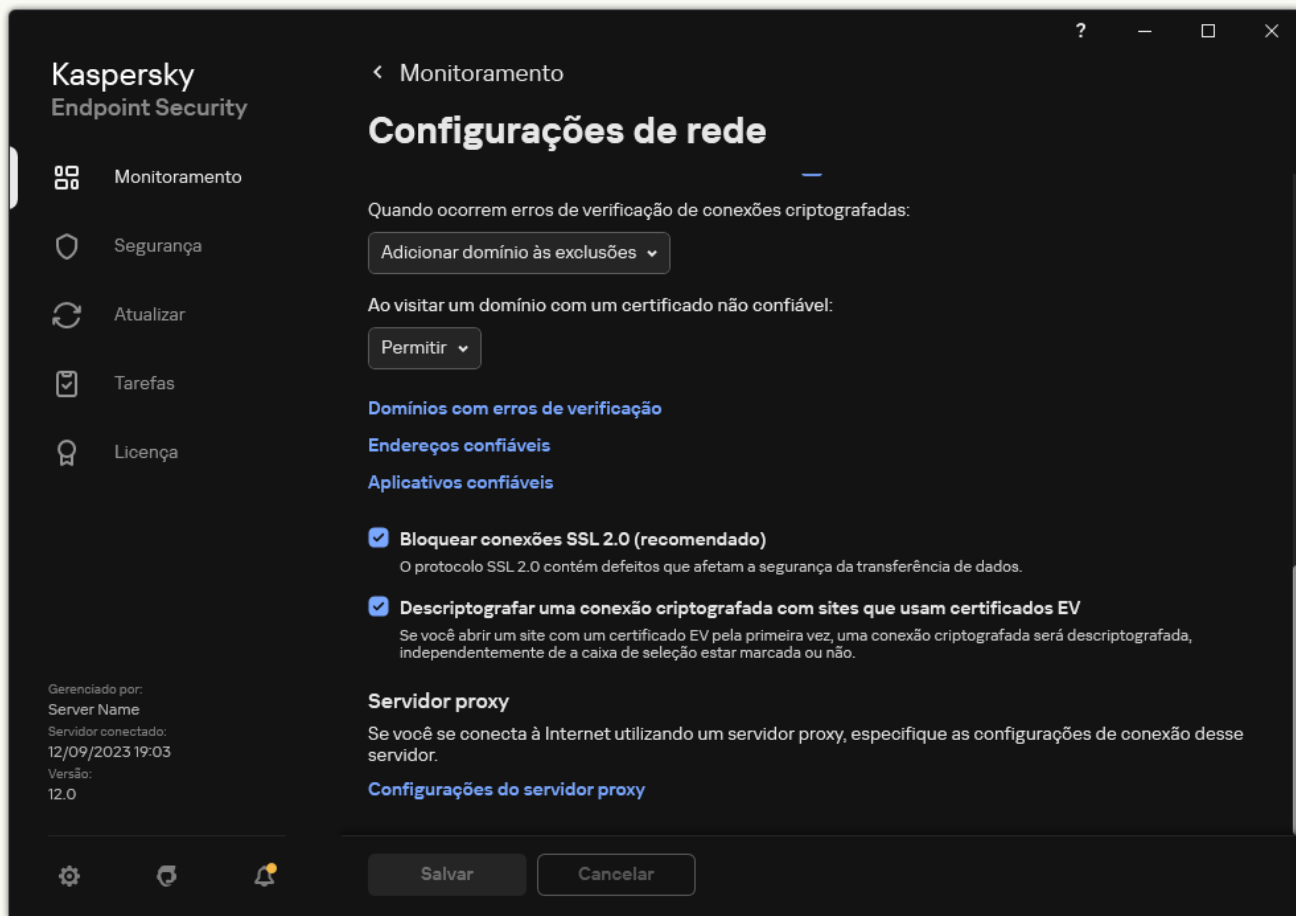 ?
Kaspersky
Endpoint Security
Monitoramento
Segurança
Atualizar
Tarefas
Licença
Gerenciado por:
Server Name
Servidor conectado:
12/09/2023 19:03
Versão:
12.0
Monitoramento
Configurações de rede
Quando ocorrem erros de verificação de conexões criptografadas:
Adicionar domínio às exclusões
Ao visitar um domínio com um certificado não confiável:
Permitir
Domínios com erros de verificação
Endereços confiáveis
Aplicativos confiáveis
Bloquear conexões SSL 2.0 (recomendado)
O protocolo SSL 2.0 contém defeitos que afetam a segurança da transferência de dados.
Descriptografar uma conexão criptografada com sites que usam certificados EV
Se você abrir um site com um certificado EV pela primeira vez, uma conexão criptografada será descriptografada,
independentemente de a caixa de seleção estar marcada ou não.
Servidor proxy
Se você se conecta à Internet utilizando um servidor proxy, especifique as configurações de conexão desse
servidor.
Configurações do servidor proxy
Salvar
Cancelar